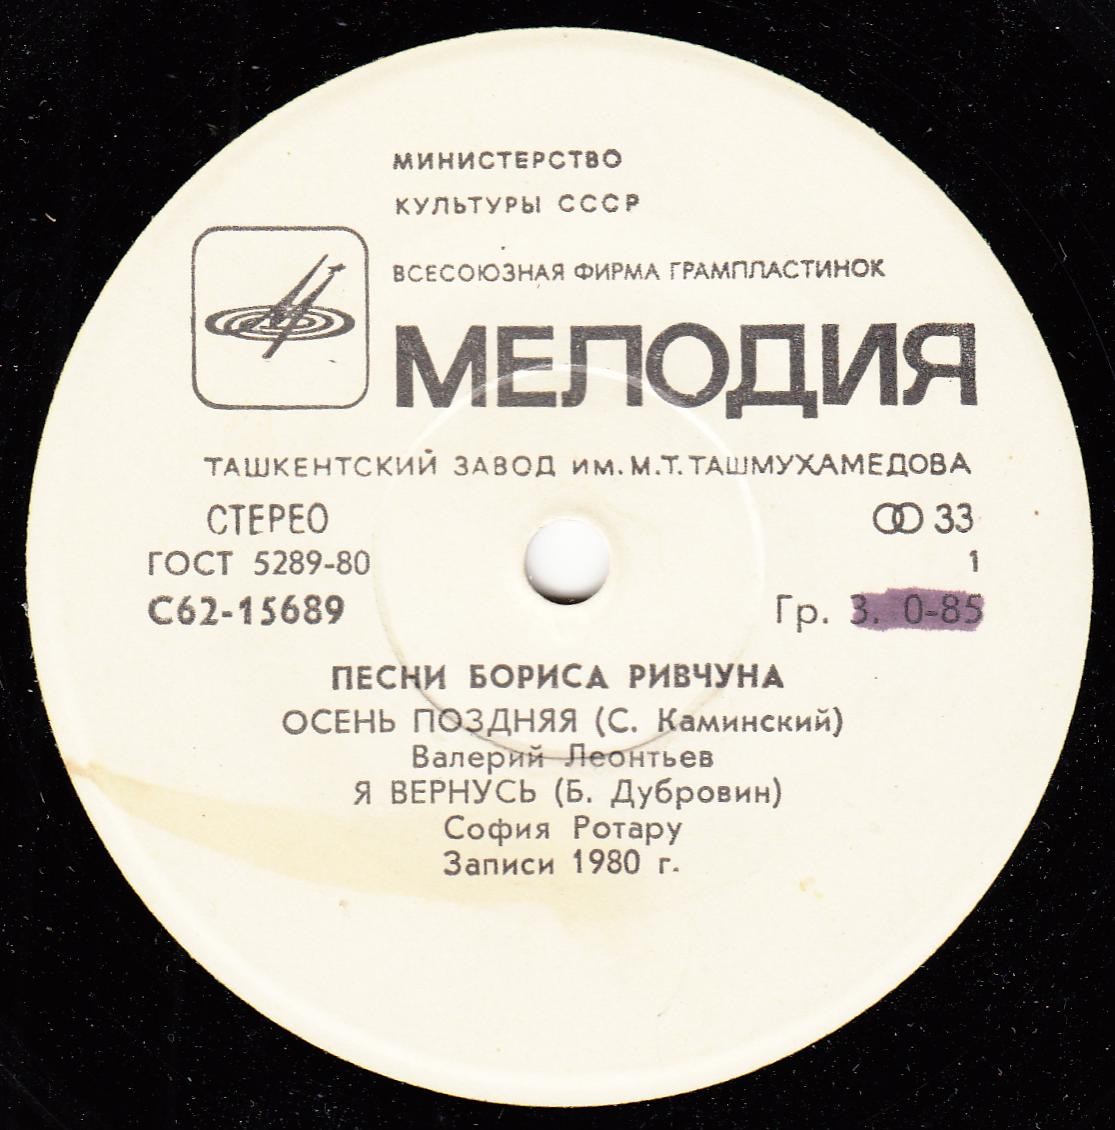 МИНИСТЕРСТВО
КУЛЬТУРЫ СССР
ВСЕСОЮЗНАЯ ФИРМА ГРАМПЛАСТИНОК
МЕЛОДИЯ
ТАШКЕНТСКИЙ ЗАВОД им. М. Т. ТАШМУХАМЕДОВА
СТЕРЕО 33
ГОСТ 5289-80 1
С62-15689 Гр. 3. 0-85
ПЕСНИ БОРИСА РИВЧУНА
ОСЕНЬ ПОЗДНЯЯ (С. Каминский)
Валерий Леонтьев
Я ВЕРНУСЬ (Б. Дубровин)
София Ротару
Записи 1980 г.